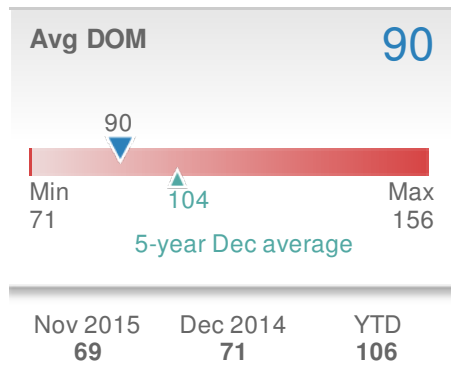 Avg DOM 90
90
Min Max
71 104 156
5-year Dec average
Nov 2015 Dec 2014 YTD
69 71 106